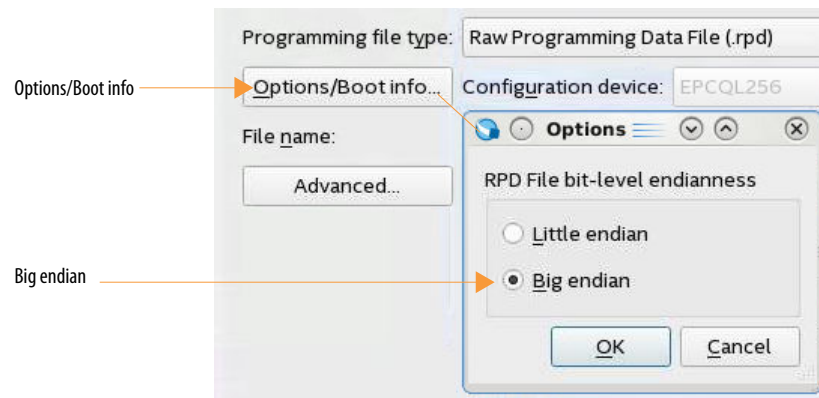 Programming file type: Raw Programming Data File (.rpd)
Options/Boot info
Options/Boot info... Configuration device: EPCQL256
File name:
Options
Advanced...
RPD File bit-level endianness
Little endian
Big endian
Big endian
OK Cancel